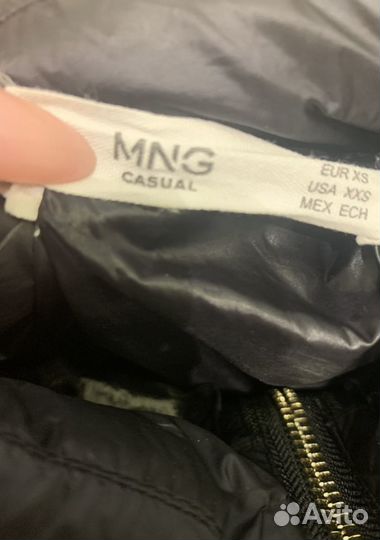 MNG
CASUAL
EUR XS
USA XXS
MEX ECH
Avito